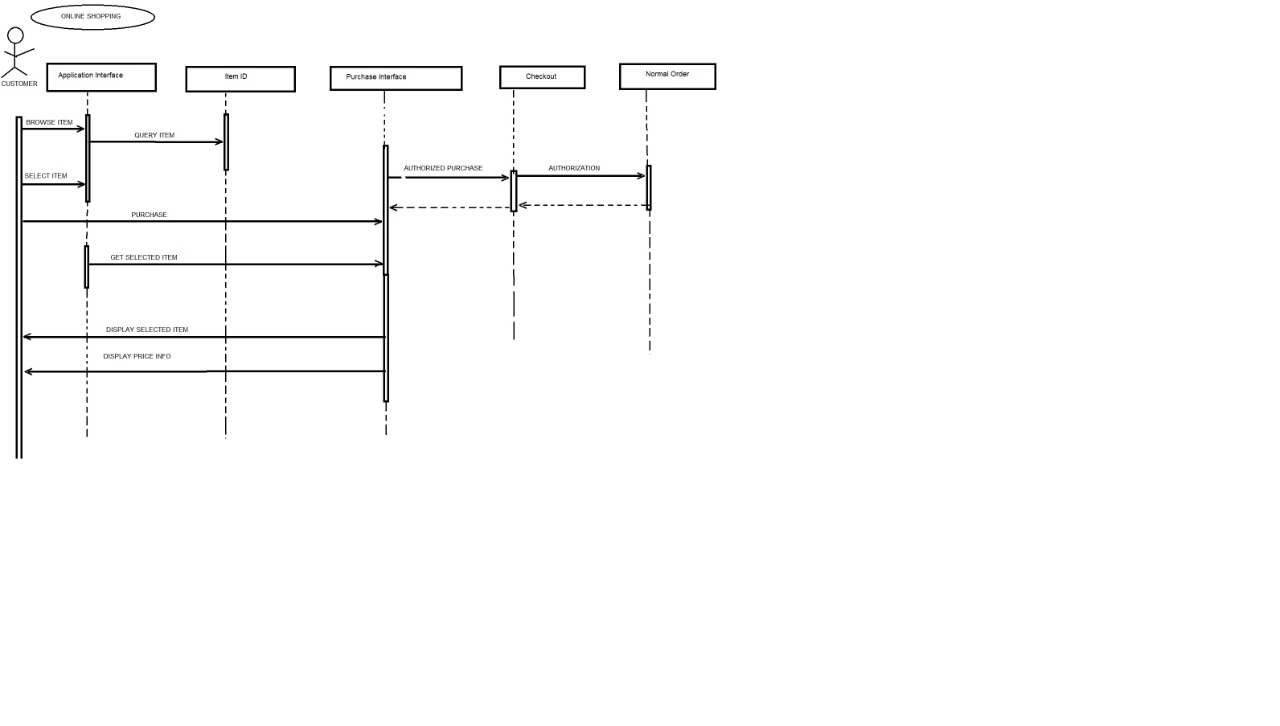 ONLINE SHOPPING
CUSTOMER
Application Interface
Item ID
Purchase Interface
Checkout
Normal Order
BROWSE ITEM
QUERY ITEM
SELECT ITEM
AUTHORIZED PURCHASE
AUTHORIZATION
PURCHASE
GET SELECTED ITEM
DISPLAY SELECTED ITEM
DISPLAY PRICE INFO